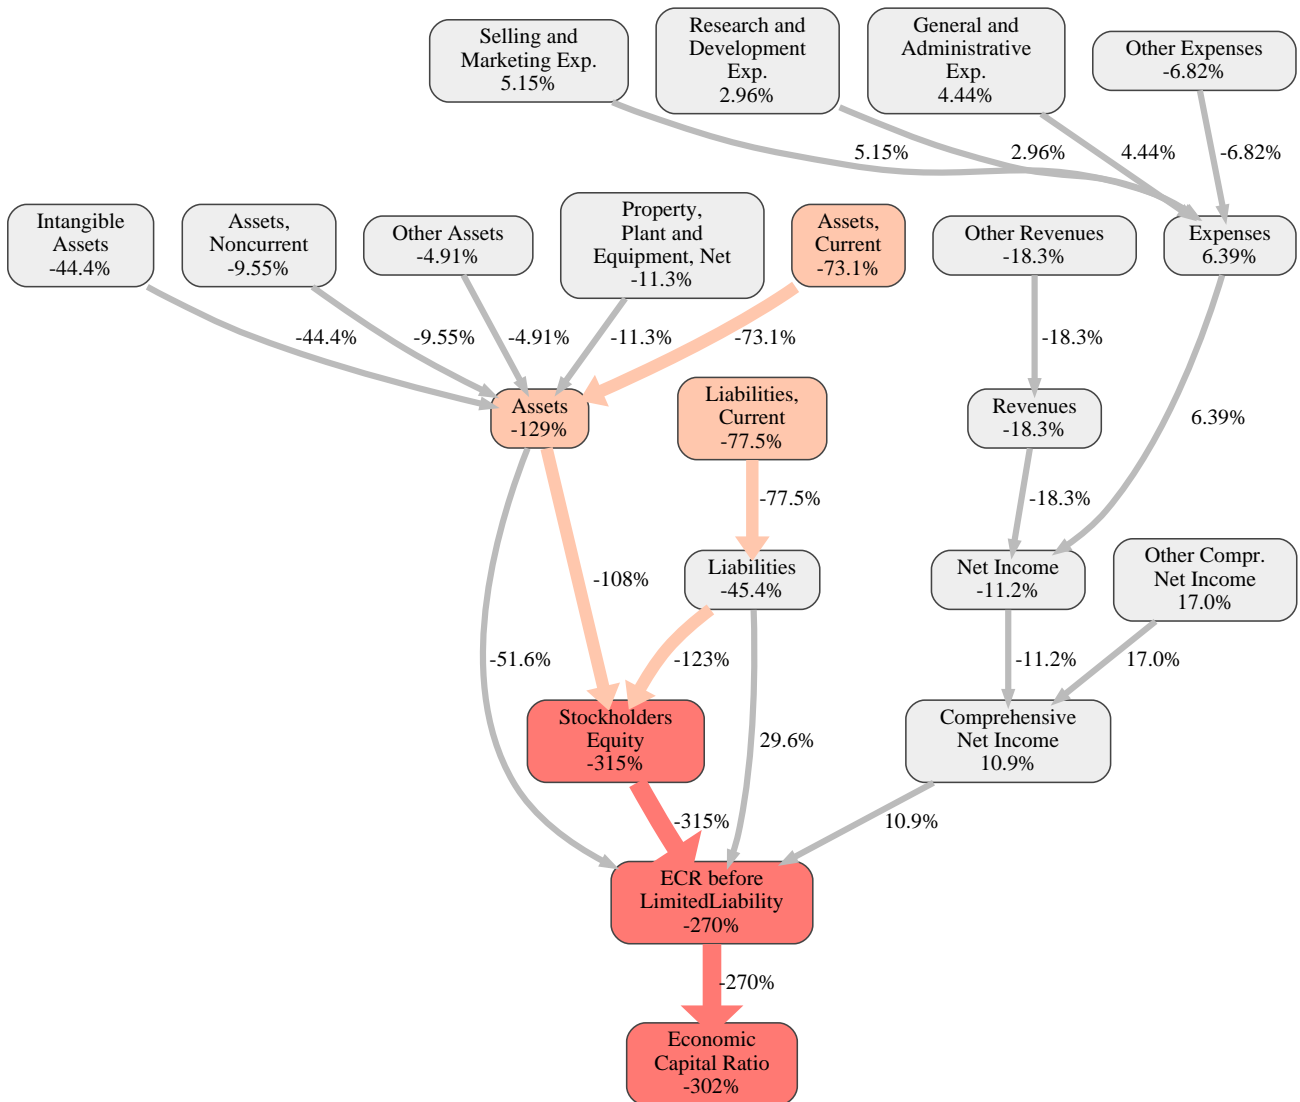 Selling and
Marketing Exp.
5.15%
Research and
Development
Exp.
2.96%
General and
Administrative
Exp.
4.44%
Other Expenses
-6.82%
5.15%
2.96%
4.44%
-6.82%
Intangible
Assets
-44.4%
Assets,
Noncurrent
-9.55%
Other Assets
-4.91%
Property,
Plant and
Equipment, Net
-11.3%
Assets,
Current
-73.1%
Other Revenues
-18.3%
Expenses
6.39%
-44.4%
-9.55%
-4.91%
-11.3%
-73.1%
-18.3%
Assets
-129%
Liabilities,
Current
-77.5%
Revenues
-18.3%
6.39%
-77.5%
-18.3%
-108%
Liabilities
-45.4%
Net Income
-11.2%
Other Compr.
Net Income
17.0%
-51.6%
-123%
-11.2%
17.0%
Stockholders
Equity
-315%
29.6%
Comprehensive
Net Income
10.9%
-315%
10.9%
ECR before
LimitedLiability
-270%
-270%
Economic
Capital Ratio
-302%